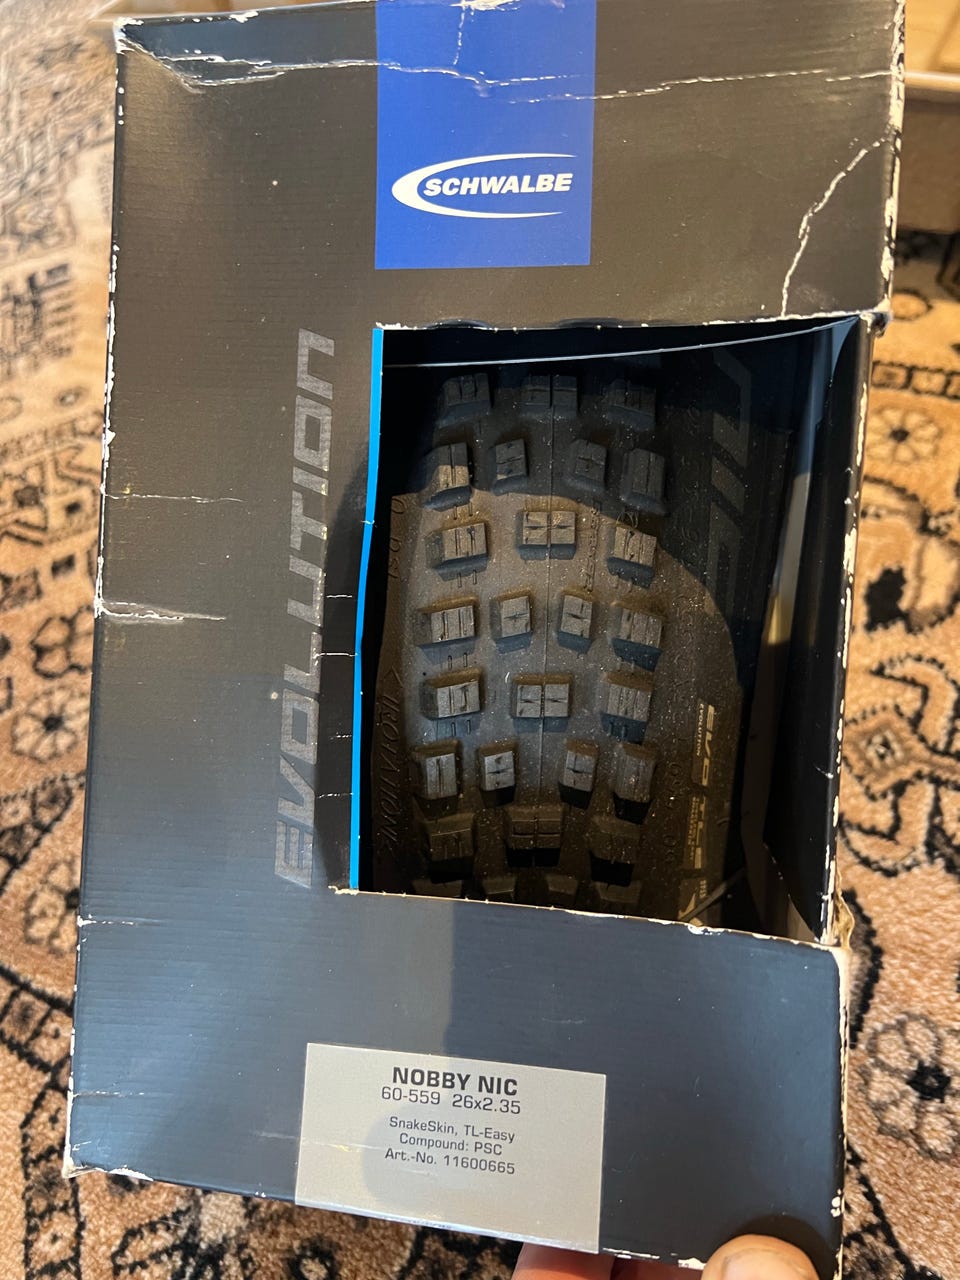 SCHWALBE
EVOLUTION
NOBBY NIC
60-559 26x2.35
SnakeSkin, TL-Easy
Compound: PSC
Art.-No. 11600665